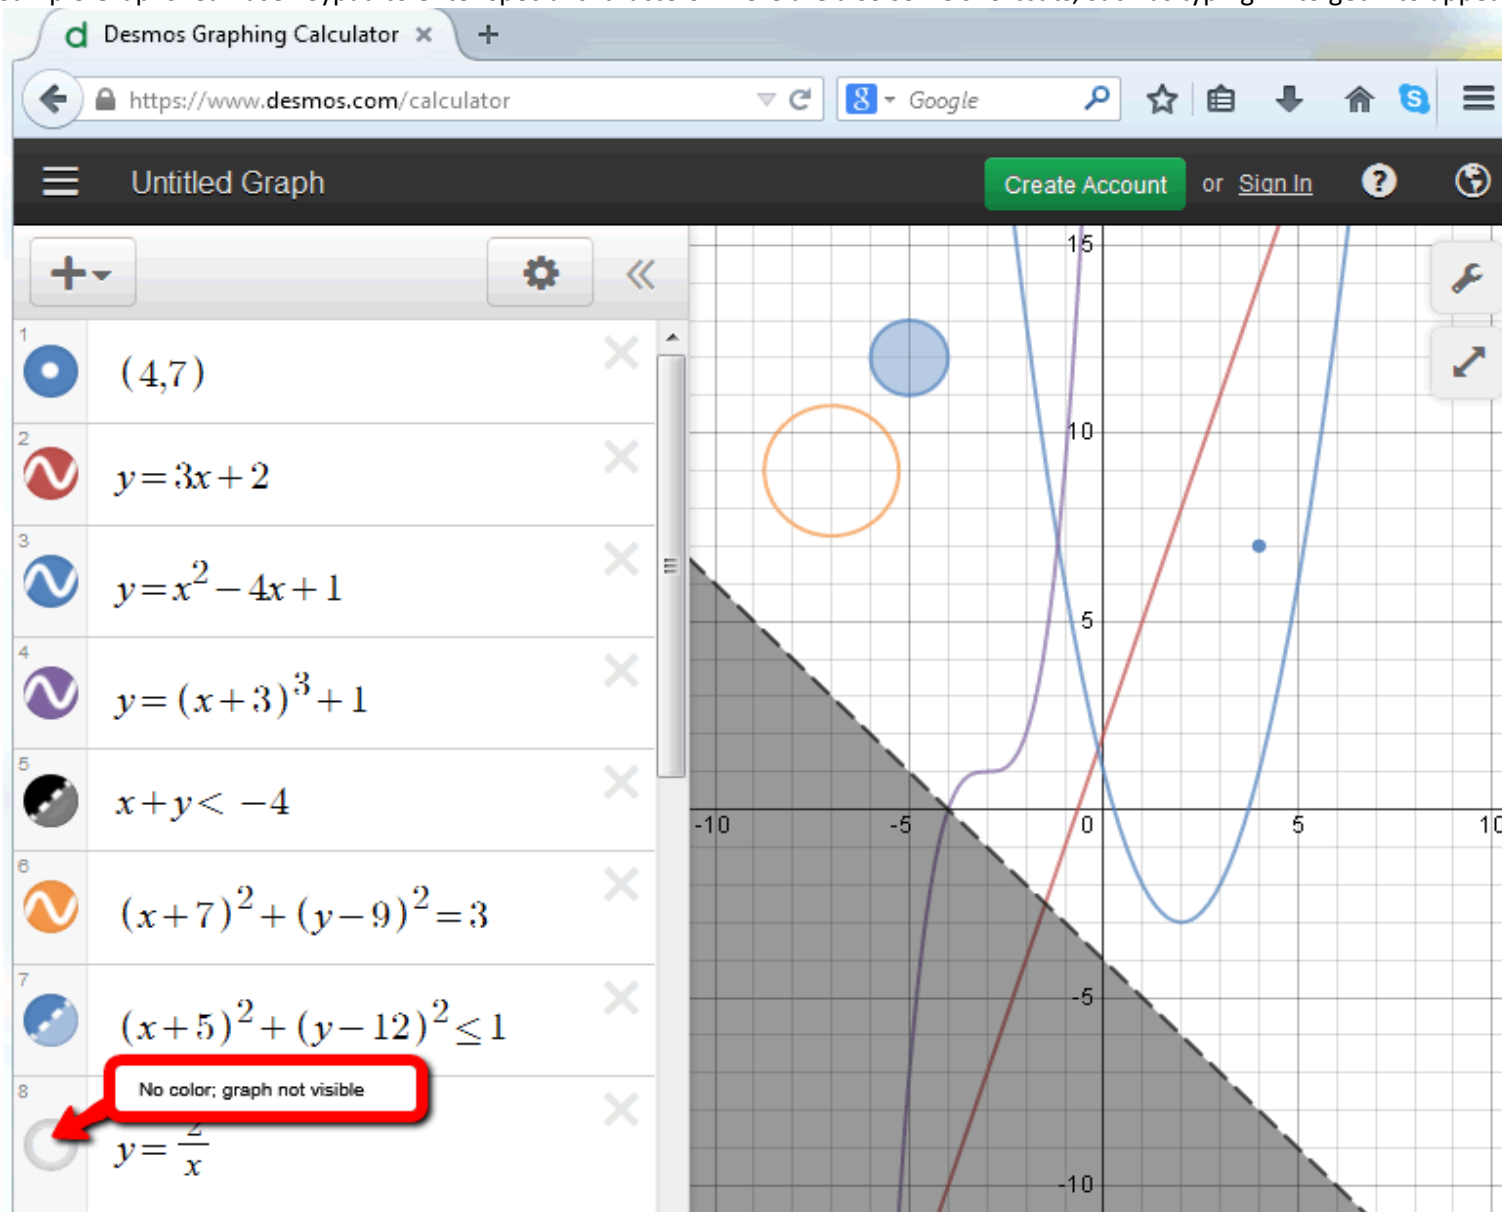 Desmos Graphing Calculator
https://www.desmos.com/calculator
8 Google
Untitled Graph
Create Account or Sign In ?
1
(4,7)
2
y=3x+2
3
y=x²−4x+1
4
y=(x+3)³+1
5
x+y< −4
6
(x+7)²+(y−9)²=3
7
(x+5)²+(y−12)²≤1
8
No color; graph not visible
y=2/x
15
10
5
-10 -5 0 5 10
-5
-10